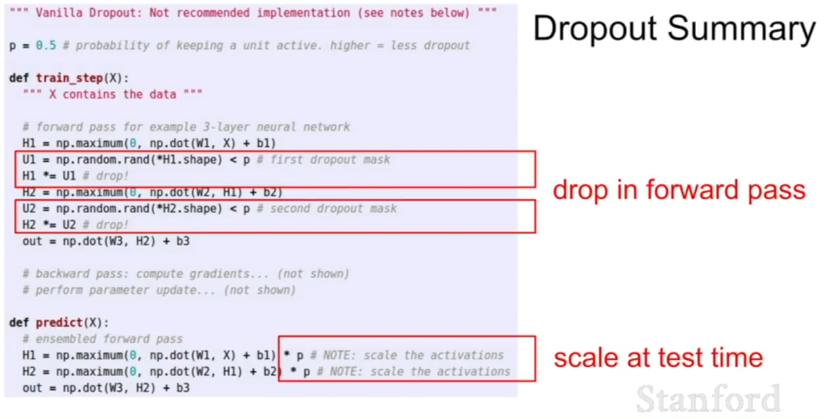 """ Vanilla Dropout: Not recommended implementation (see notes below) """
Dropout Summary
p = 0.5 # probability of keeping a unit active. higher = less dropout
def train_step(X):
""" X contains the data """
# forward pass for example 3-layer neural network
H1 = np.maximum(0, np.dot(W1, X) + b1)
U1 = np.random.rand(*H1.shape) < p # first dropout mask
H1 *= U1 # drop!
drop in forward pass
H2 = np.maximum(0, np.dot(W2, H1) + b2)
U2 = np.random.rand(*H2.shape) < p # second dropout mask
H2 *= U2 # drop!
out = np.dot(W3, H2) + b3
# backward pass: compute gradients... (not shown)
# perform parameter update... (not shown)
def predict(X):
# ensembled forward pass
H1 = np.maximum(0, np.dot(W1, X) + b1) * p # NOTE: scale the activations
H2 = np.maximum(0, np.dot(W2, H1) + b2) * p # NOTE: scale the activations
scale at test time
out = np.dot(W3, H2) + b3
Stanford